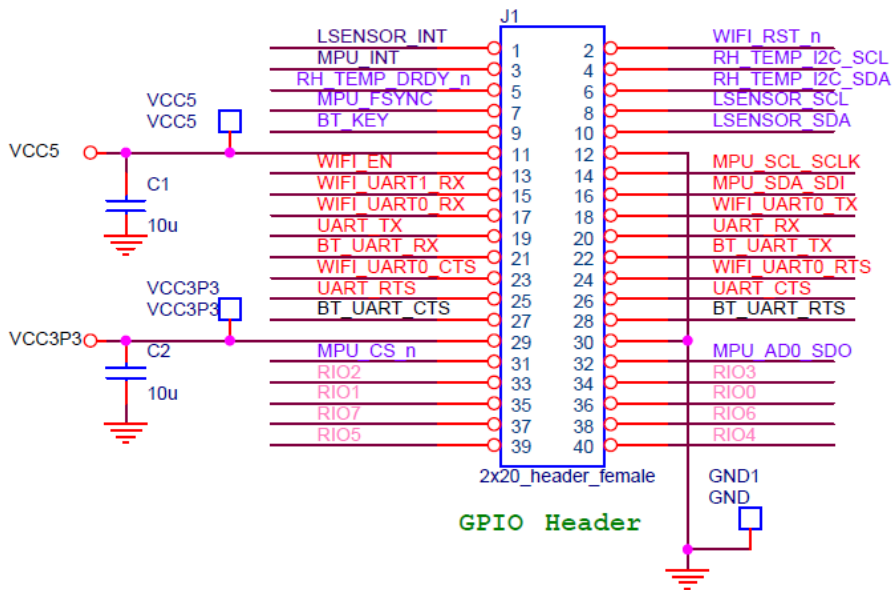 J1
LSENSOR_INT 1 2 WIFI_RST_n
MPU_INT 3 4 RH_TEMP_I2C_SCL
RH_TEMP_DRDY_n 5 6 RH_TEMP_I2C_SDA
VCC5
VCC5
MPU_FSYNC 7 8 LSENSOR_SCL
BT_KEY 9 10 LSENSOR_SDA
VCC5 11 12
WIFI_EN 13 14 MPU_SCL_SCLK
C1
10u
WIFI_UART1_RX 15 16 MPU_SDA_SDI
WIFI_UART0_RX 17 18 WIFI_UART0_TX
UART_TX 19 20 UART_RX
BT_UART_RX 21 22 BT_UART_TX
WIFI_UART0_CTS 23 24 WIFI_UART0_RTS
VCC3P3
VCC3P3
UART_RTS 25 26 UART_CTS
BT_UART_CTS 27 28 BT_UART_RTS
VCC3P3 29 30
C2
10u
MPU_CS_n 31 32 MPU_AD0_SDO
RIO2 33 34 RIO3
RIO1 35 36 RIO0
RIO7 37 38 RIO6
RIO5 39 40 RIO4
2x20_header_female
GPIO Header
GND1
GND